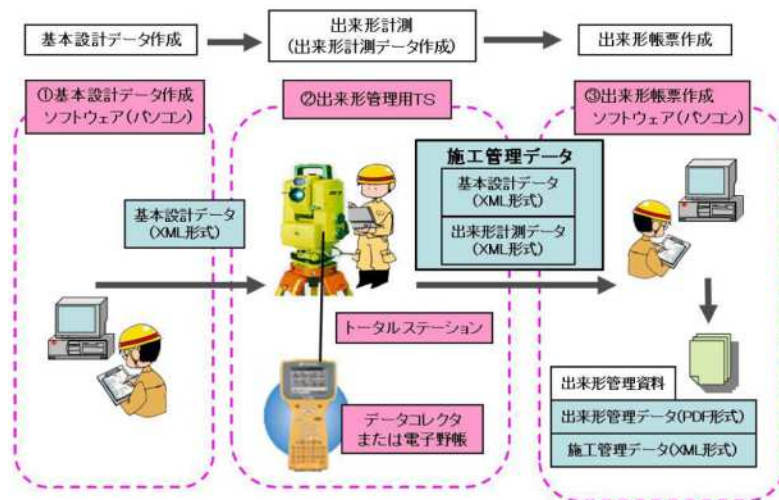 基本設計データ作成
出来形計測
(出来形計測データ作成)
出来形帳票作成
①基本設計データ作成
ソフトウェア(パソコン)
②出来形管理用TS
③出来形帳票作成
ソフトウェア(パソコン)
施工管理データ
基本設計データ
(XML形式)
出来形計測データ
(XML形式)
基本設計データ
(XML形式)
トータルステーション
データコレクタ
または電子野帳
出来形管理資料
出来形管理データ(PDF形式)
施工管理データ(XML形式)